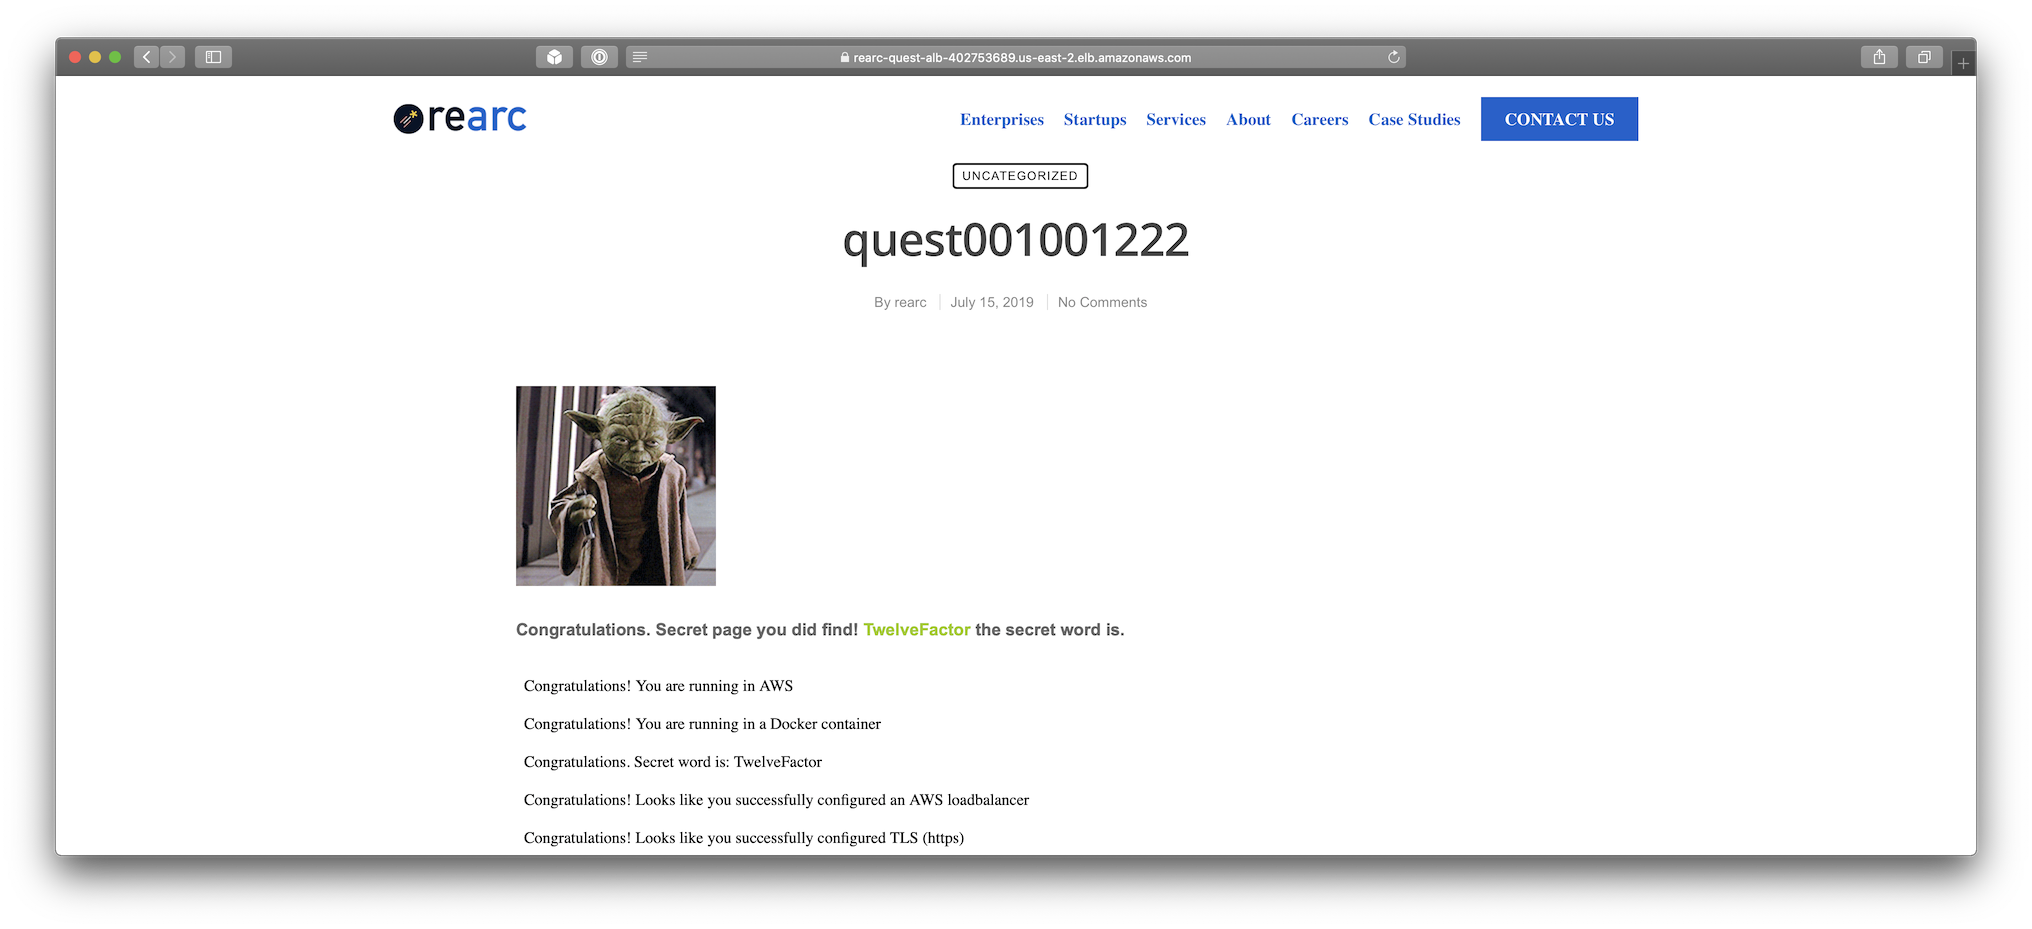 rearc-quest-alb-402753689.us-east-2.elb.amazonaws.com
rearc
Enterprises Startups Services About Careers Case Studies CONTACT US
UNCATEGORIZED
quest001001222
By rearc July 15, 2019 No Comments
Congratulations. Secret page you did find! TwelveFactor the secret word is.
Congratulations! You are running in AWS
Congratulations! You are running in a Docker container
Congratulations. Secret word is: TwelveFactor
Congratulations! Looks like you successfully configured an AWS loadbalancer
Congratulations! Looks like you successfully configured TLS (https)